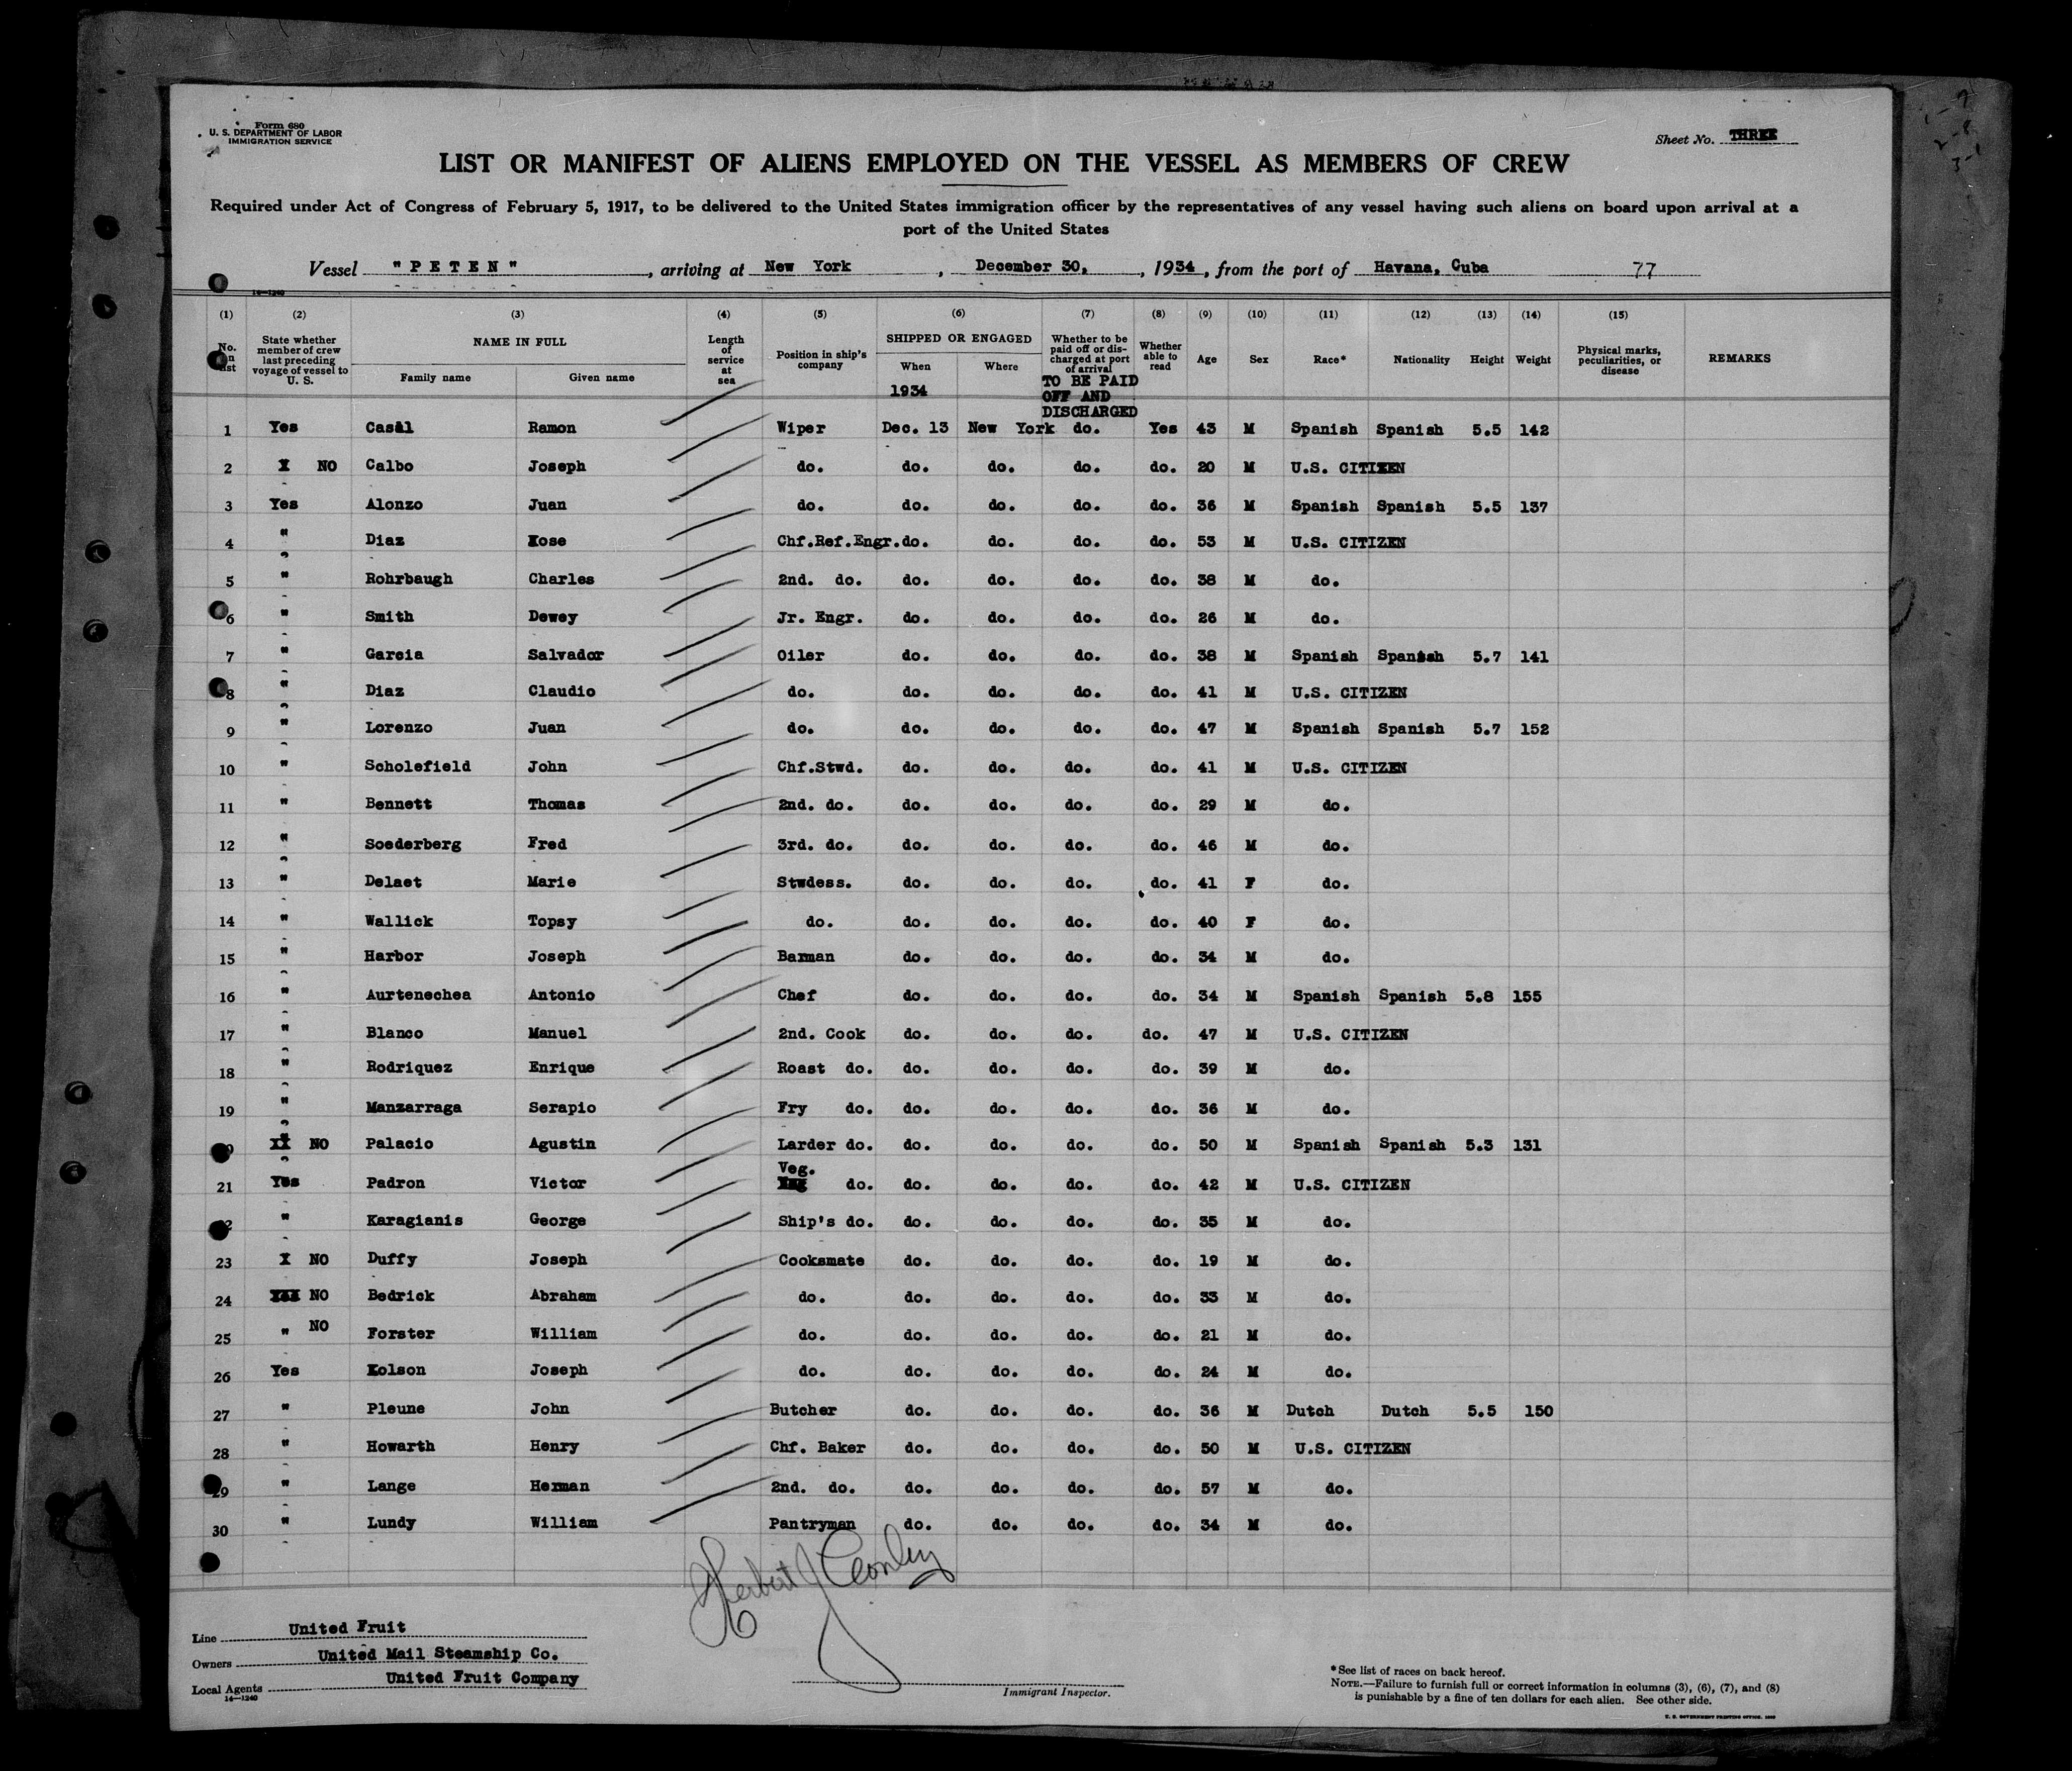 Form 680
U. S. DEPARTMENT OF LABOR
IMMIGRATION SERVICE
Sheet No. THREE
LIST OR MANIFEST OF ALIENS EMPLOYED ON THE VESSEL AS MEMBERS OF CREW
Required under Act of Congress of February 5, 1917, to be delivered to the United States immigration officer by the representatives of any vessel having such aliens on board upon arrival at a
port of the United States
Vessel "PETEN", arriving at New York, December 30, 1934, from the port of Havana, Cuba 77
14—1240
(1) (2) (3) (4) (5) (6) (7) (8) (9) (10) (11) (12) (13) (14) (15)
No. on list
State whether member of crew last preceding voyage of vessel to U. S.
NAME IN FULL
Family name Given name
Length of service at sea
Position in ship's company
SHIPPED OR ENGAGED
When Where
1934
Whether to be paid off or discharged at port of arrival
TO BE PAID OFF AND DISCHARGED
Whether able to read
Age Sex Race* Nationality Height Weight
Physical marks, peculiarities, or disease
REMARKS
1 Yes Casal Ramon Wiper Dec. 13 New York do. Yes 43 M Spanish Spanish 5.5 142
2 X NO Calbo Joseph do. do. do. do. do. 20 M U.S. CITIZEN
3 Yes Alonzo Juan do. do. do. do. do. 36 M Spanish Spanish 5.5 137
4 " Diaz Kose Chf.Ref.Engr. do. do. do. do. 53 M U.S. CITIZEN
5 " Rohrbaugh Charles 2nd. do. do. do. do. do. 38 M do.
6 " Smith Dewey Jr. Engr. do. do. do. do. 26 M do.
7 " Garcia Salvador Oiler do. do. do. do. 38 M Spanish Spanish 5.7 141
8 " Diaz Claudio do. do. do. do. do. 41 M U.S. CITIZEN
9 " Lorenzo Juan do. do. do. do. do. 47 M Spanish Spanish 5.7 152
10 " Scholefield John Chf.Stwd. do. do. do. do. 41 M U.S. CITIZEN
11 " Bennett Thomas 2nd. do. do. do. do. do. 29 M do.
12 " Soederberg Fred 3rd. do. do. do. do. do. 46 M do.
13 " Delaet Marie Stwdess. do. do. do. do. 41 F do.
14 " Wallick Topsy do. do. do. do. do. 40 F do.
15 " Harbor Joseph Barman do. do. do. do. 34 M do.
16 " Aurtenechea Antonio Chef do. do. do. do. 34 M Spanish Spanish 5.8 155
17 " Blanco Manuel 2nd. Cook do. do. do. do. 47 M U.S. CITIZEN
18 " Rodriquez Enrique Roast do. do. do. do. do. 39 M do.
19 " Manzarraga Serapio Fry do. do. do. do. do. 36 M do.
20 XX NO Palacio Agustin Larder do. do. do. do. do. 50 M Spanish Spanish 5.3 131
21 Yes Padron Victor Veg. do. do. do. do. do. 42 M U.S. CITIZEN
22 " Karagianis George Ship's do. do. do. do. do. 35 M do.
23 X NO Duffy Joseph Cooksmate do. do. do. do. 19 M do.
24 NO Bedrick Abraham do. do. do. do. do. 33 M do.
25 " NO Forster William do. do. do. do. do. 21 M do.
26 Yes Kolson Joseph do. do. do. do. do. 24 M do.
27 " Pleune John Butcher do. do. do. do. 36 M Dutch Dutch 5.5 150
28 " Howarth Henry Chf. Baker do. do. do. do. 50 M U.S. CITIZEN
29 " Lange Herman 2nd. do. do. do. do. do. 57 M do.
30 " Lundy William Pantryman do. do. do. do. 34 M do.
Herbert J Conley
Immigrant Inspector.
Line United Fruit
Owners United Mail Steamship Co.
Local Agents United Fruit Company
14—1240
*See list of races on back hereof.
NOTE.—Failure to furnish full or correct information in columns (3), (6), (7), and (8)
is punishable by a fine of ten dollars for each alien. See other side.